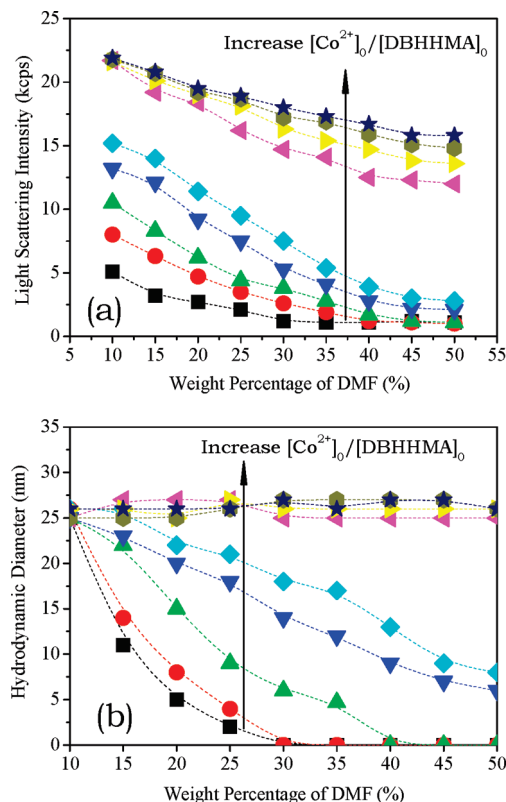 (a)
Increase [Co²⁺]₀/[DBHHMA]₀
Light Scattering Intensity (kcps)
25
20
15
10
5
0
5 10 15 20 25 30 35 40 45 50 55
Weight Percentage of DMF (%)
Increase [Co²⁺]₀/[DBHHMA]₀
(b)
Hydrodynamic Diameter (nm)
35
30
25
20
15
10
5
0
10 15 20 25 30 35 40 45 50
Weight Percentage of DMF (%)